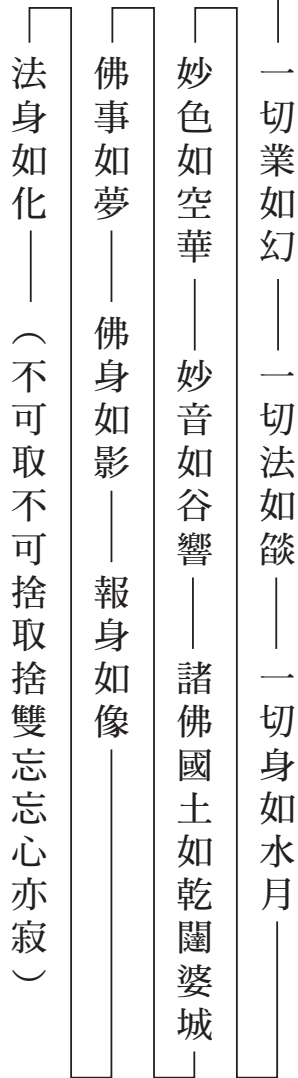 一切業如幻——一切法如燄——一切身如水月
妙色如空華——妙音如谷響——諸佛國土如乾闥婆城
佛事如夢——佛身如影——報身如像
法身如化——（不可取不可捨取捨雙忘忘心亦寂）